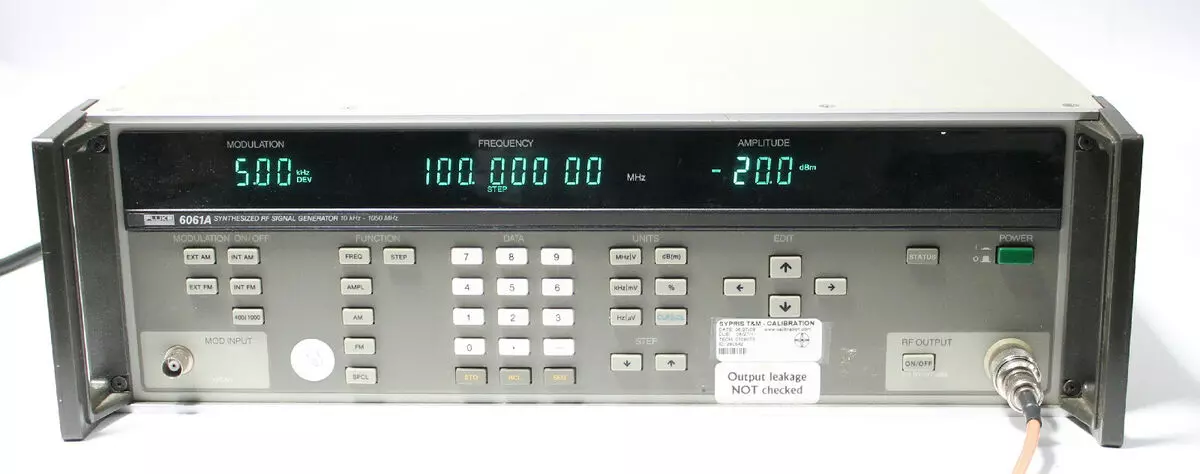 MODULATION FREQUENCY AMPLITUDE
5.00 kHz DEV 100.000 00 STEP MHz -20.0 dBm
FLUKE 6061A SYNTHESIZED RF SIGNAL GENERATOR 10 kHz - 1050 MHz
MODULATION ON/OFF FUNCTION DATA UNITS EDIT POWER
EXT AM INT AM FREQ STEP 7 8 9 MHz|V dB(m) STATUS I O
EXT FM INT FM AMPL 4 5 6 kHz|mV %
400/1000 AM 1 2 3 Hz|µV
MOD INPUT FM 0 . - STEP RF OUTPUT
SPCL STO RCL SEQ ON/OFF
SYPRIS T&M - CALIBRATION
Output leakage
NOT checked